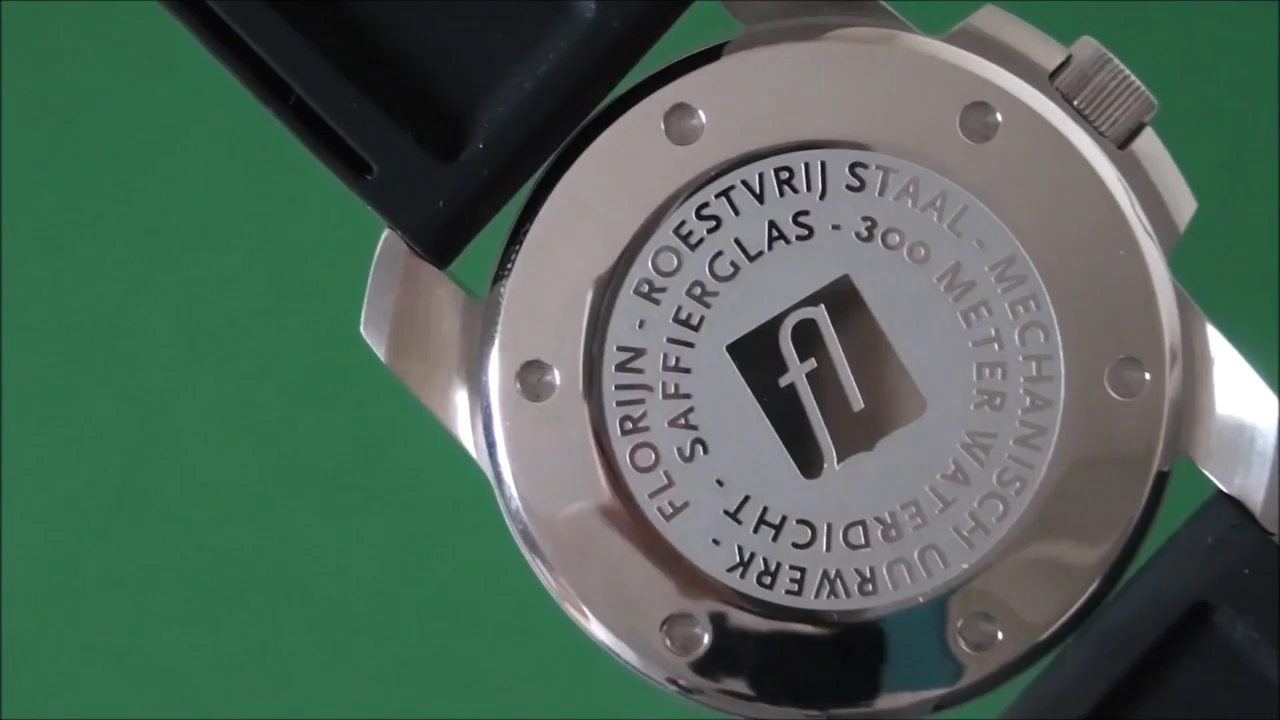 FLORIJN - ROESTVRIJ STAAL - MECHANISCH UURWERK -
SAFFIERGLAS - 300 METER WATERDICHT -
fl